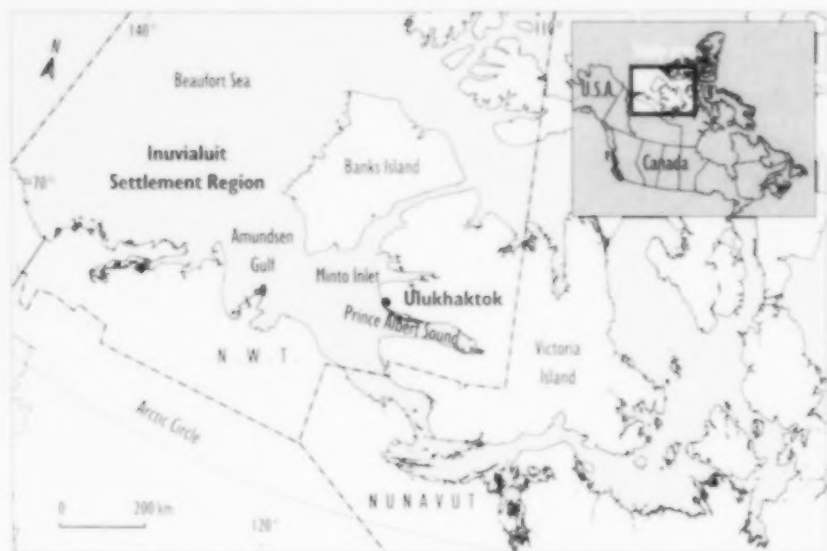 N
140°
110°
Beaufort Sea
U.S.A.
Canada
Inuvialuit
Settlement Region
Banks Island
70°
Amundsen
Gulf
Minto Inlet
Ulukhaktok
Prince Albert Sound
N. W. T.
Victoria
Island
Arctic Circle
0 200 km
120°
NUNAVUT